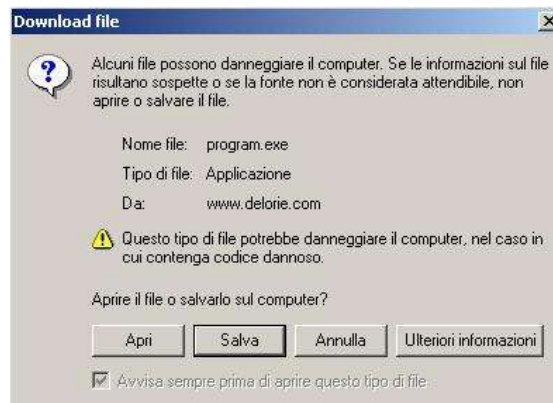 Download file
Alcuni file possono danneggiare il computer. Se le informazioni sul file
risultano sospette o se la fonte non è considerata attendibile, non
aprire o salvare il file.
Nome file: program.exe
Tipo di file: Applicazione
Da: www.delorie.com
Questo tipo di file potrebbe danneggiare il computer, nel caso in
cui contenga codice dannoso.
Aprire il file o salvarlo sul computer?
Apri Salva Annulla Ulteriori informazioni
Avvisa sempre prima di aprire questo tipo di file